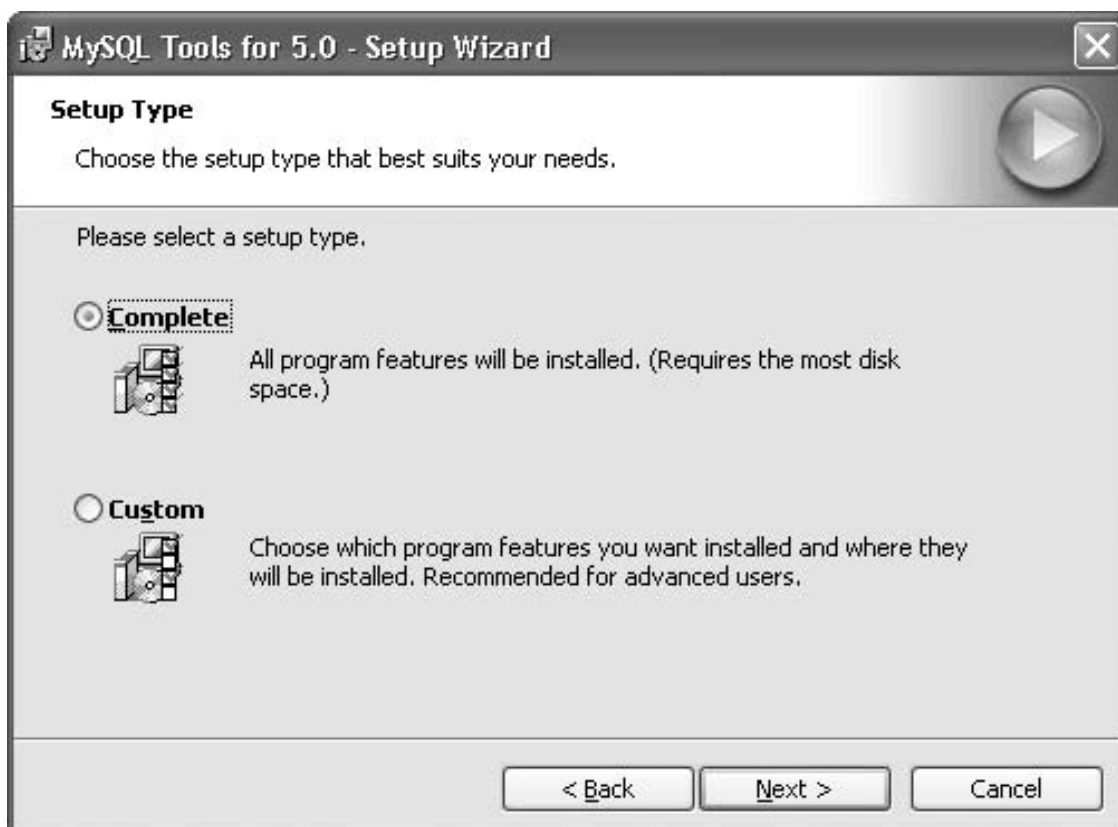 MySQL Tools for 5.0 - Setup Wizard
Setup Type
Choose the setup type that best suits your needs.
Please select a setup type.
Complete
All program features will be installed. (Requires the most disk
space.)
Custom
Choose which program features you want installed and where they
will be installed. Recommended for advanced users.
< Back
Next >
Cancel